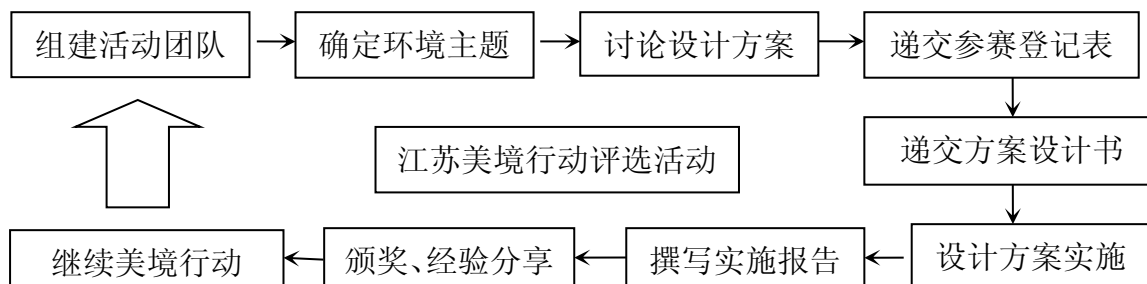 组建活动团队
确定环境主题
讨论设计方案
递交参赛登记表
江苏美境行动评选活动
递交方案设计书
设计方案实施
撰写实施报告
颁奖、经验分享
继续美境行动